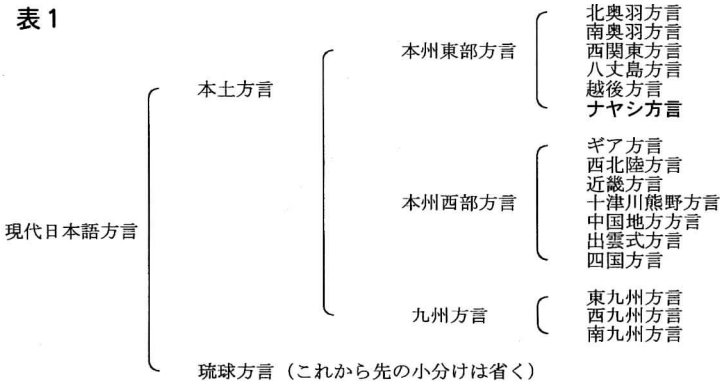 表1
現代日本語方言
本土方言
本州東部方言
北奥羽方言
南奥羽方言
西関東方言
八丈島方言
越後方言
ナヤシ方言
本州西部方言
ギア方言
西北陸方言
近畿方言
十津川熊野方言
中国地方方言
出雲式方言
四国方言
九州方言
東九州方言
西九州方言
南九州方言
琉球方言（これから先の小分けは省く）